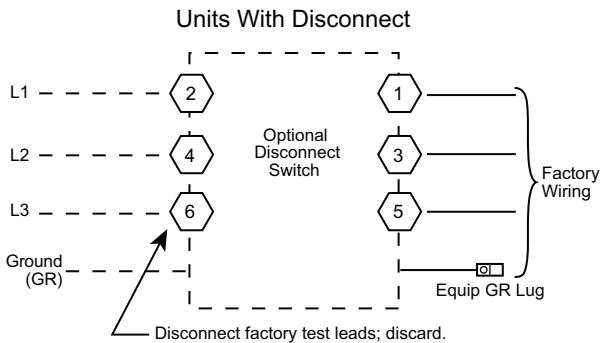 Units With Disconnect
L1
2
1
L2
4
Optional
Disconnect
Switch
3
L3
6
5
Factory
Wiring
Ground
(GR)
Equip GR Lug
Disconnect factory test leads; discard.